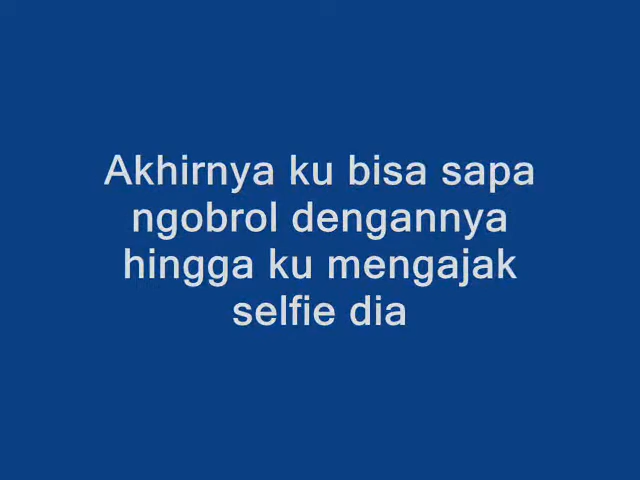 Akhirnya ku bisa sapa
ngobrol dengannya
hingga ku mengajak
selfie dia